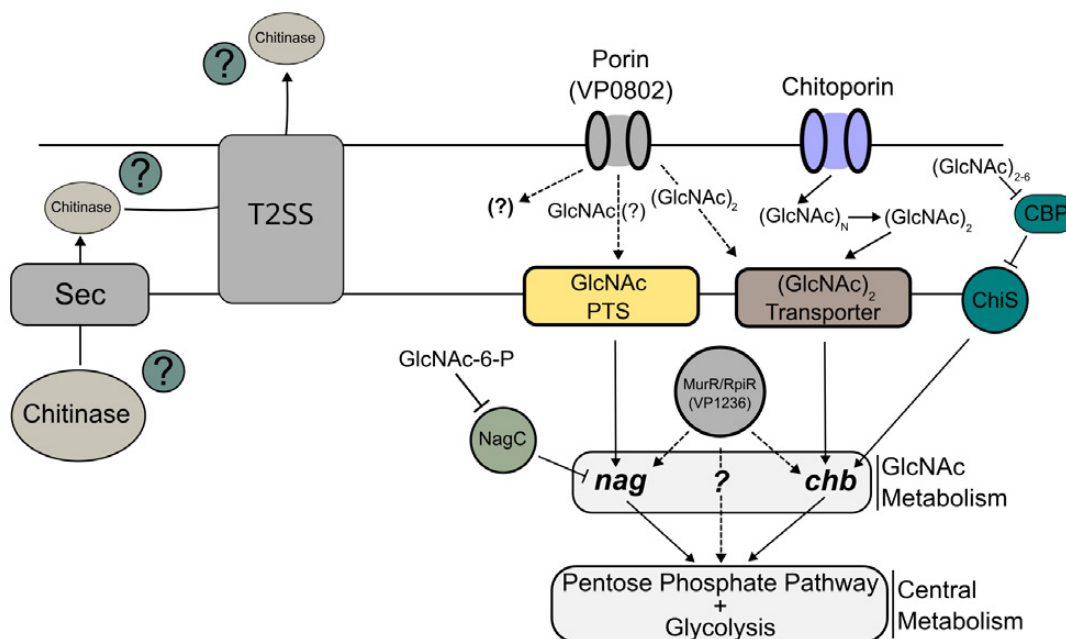 Chitinase
?
Porin
(VP0802)
Chitoporin
?
Chitinase
T2SS
(?)
GlcNAc (?)
(GlcNAc)2
(GlcNAc)N
(GlcNAc)2
(GlcNAc)2-6
CBP
Sec
GlcNAc
PTS
(GlcNAc)2
Transporter
ChiS
?
Chitinase
GlcNAc-6-P
NagC
MurR/RpiR
(VP1236)
nag
?
chb
GlcNAc
Metabolism
Pentose Phosphate Pathway
+
Glycolysis
Central
Metabolism